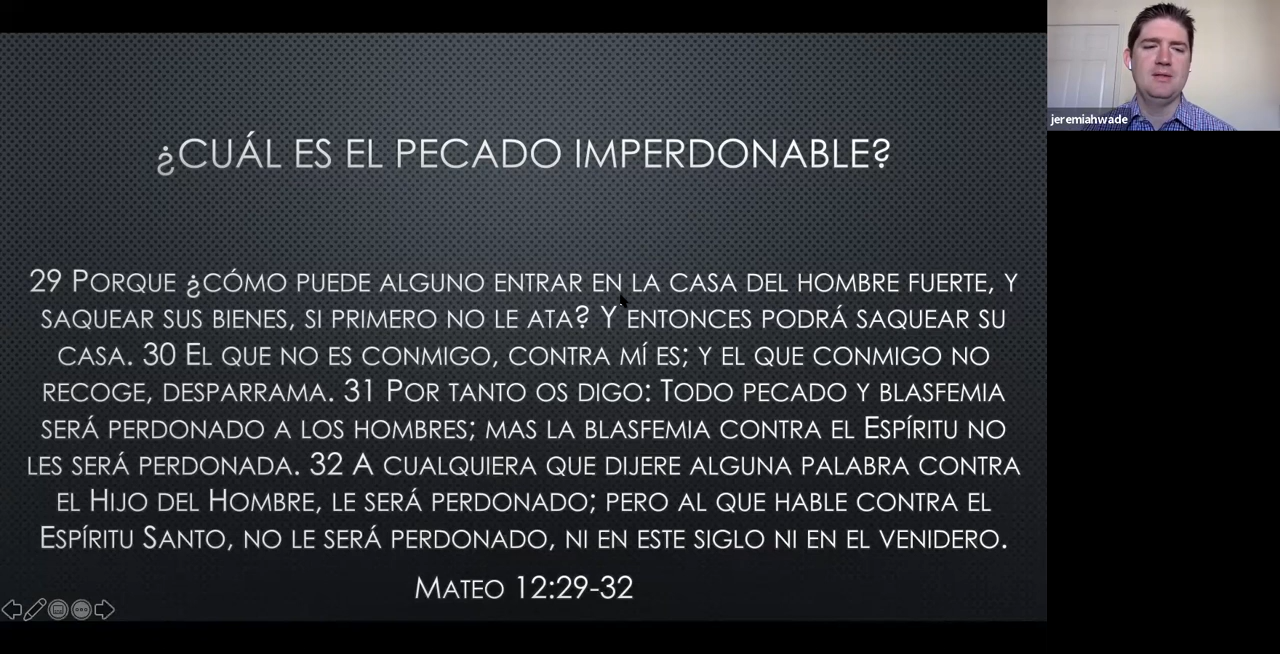 ¿CUÁL ES EL PECADO IMPERDONABLE?
29 PORQUE ¿CÓMO PUEDE ALGUNO ENTRAR EN LA CASA DEL HOMBRE FUERTE, Y
SAQUEAR SUS BIENES, SI PRIMERO NO LE ATA? Y ENTONCES PODRÁ SAQUEAR SU
CASA. 30 EL QUE NO ES CONMIGO, CONTRA MÍ ES; Y EL QUE CONMIGO NO
RECOGE, DESPARRAMA. 31 POR TANTO OS DIGO: TODO PECADO Y BLASFEMIA
SERÁ PERDONADO A LOS HOMBRES; MAS LA BLASFEMIA CONTRA EL ESPÍRITU NO
LES SERÁ PERDONADA. 32 A CUALQUIERA QUE DIJERE ALGUNA PALABRA CONTRA
EL HIJO DEL HOMBRE, LE SERÁ PERDONADO; PERO AL QUE HABLE CONTRA EL
ESPÍRITU SANTO, NO LE SERÁ PERDONADO, NI EN ESTE SIGLO NI EN EL VENIDERO.
MATEO 12:29-32
jeremiahwade